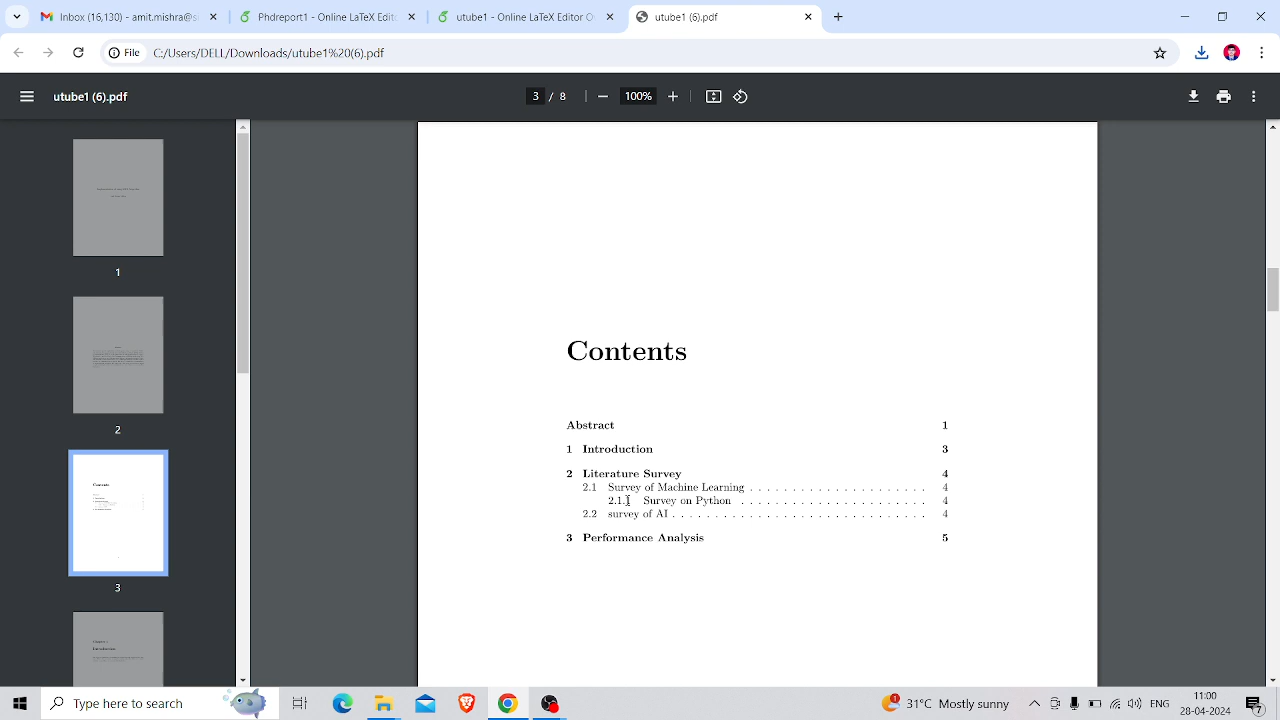 Inbox (6,130) - amit.mishra@s
Phdreport1 - Online LaTeX Edito
utube1 - Online LaTeX Editor O
utube1 (6).pdf
File
C:/Users/DELL/Downloads/utube1%20(6).pdf
utube1 (6).pdf
3 / 8
100%
1
2
3
Contents
Abstract 1
1 Introduction 3
2 Literature Survey 4
2.1 Survey of Machine Learning . . . . . . . . . . . . . . . . . . . 4
2.1.1 Survey on Python . . . . . . . . . . . . . . . . . . . . 4
2.2 survey of AI . . . . . . . . . . . . . . . . . . . . . . . . . . . . 4
3 Performance Analysis 5
Type here to search
31°C Mostly sunny
ENG
11:00
28-04-2024